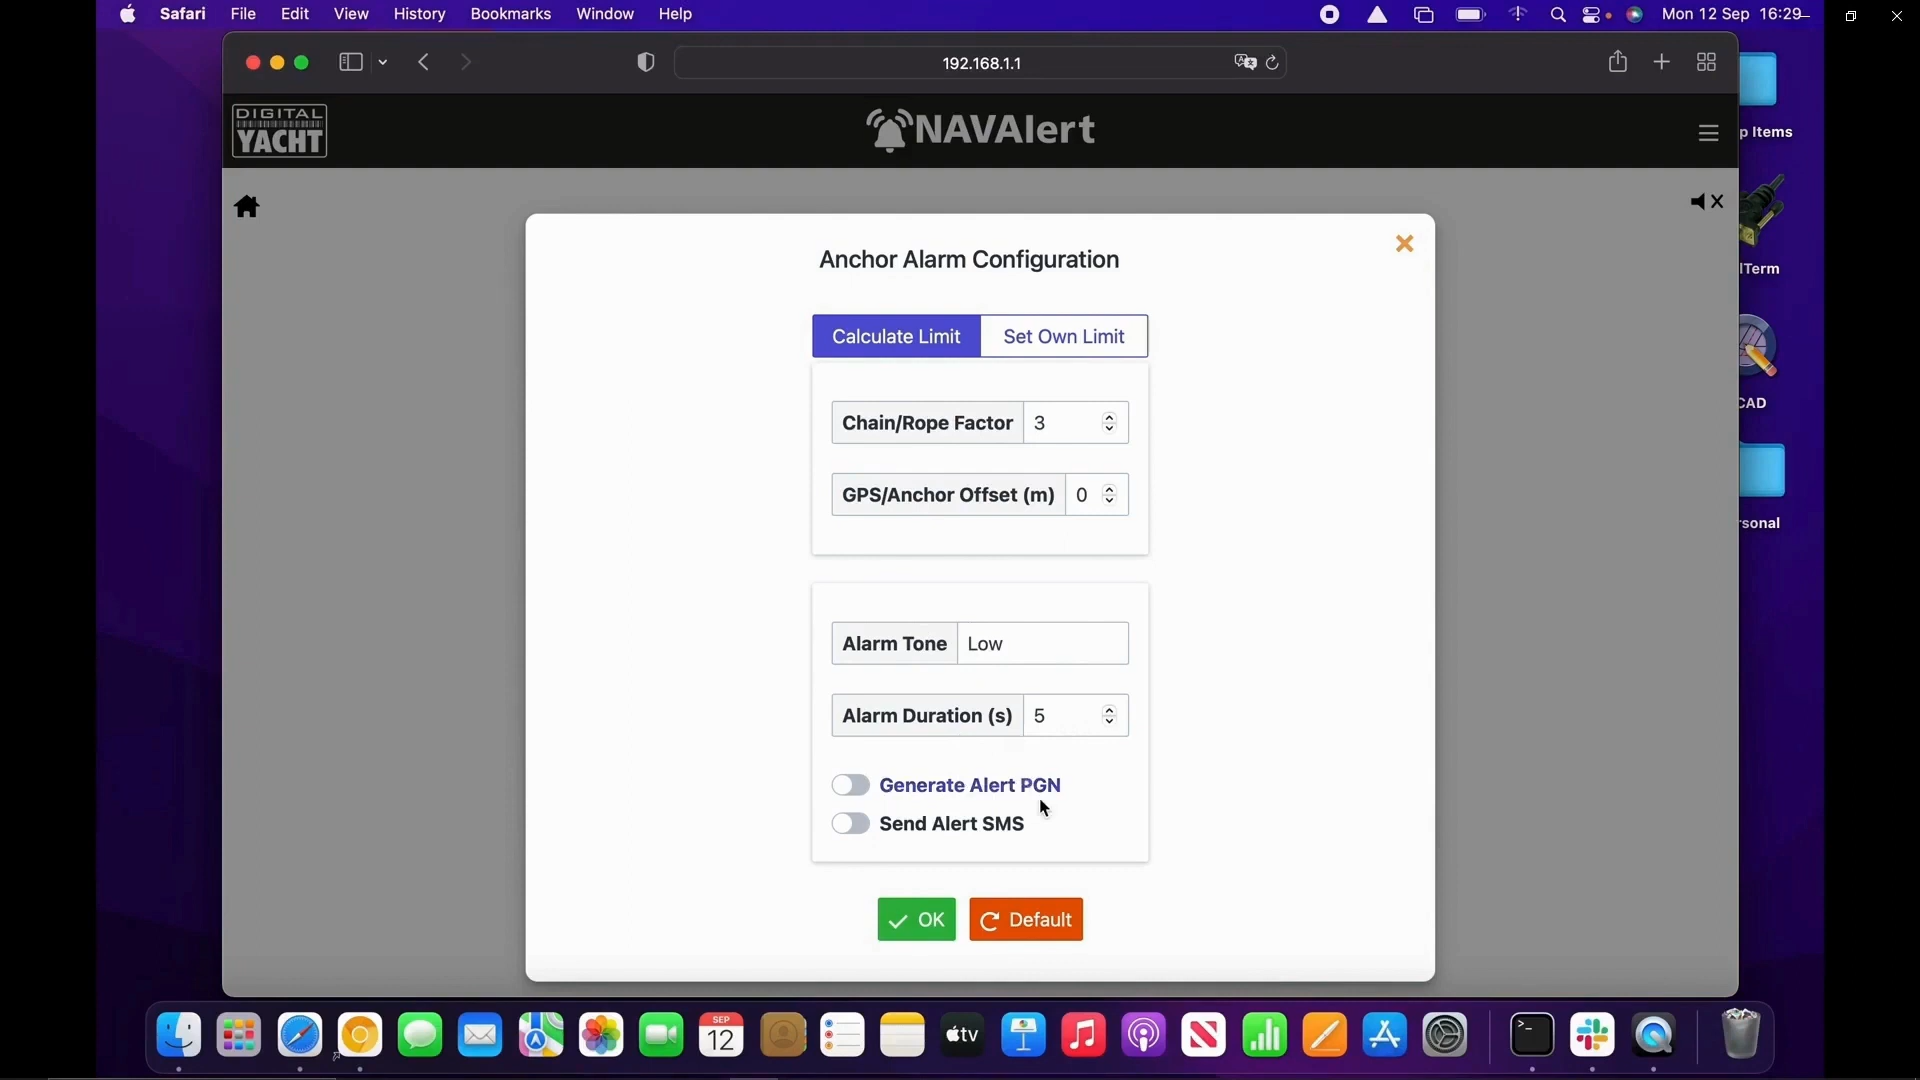 Safari File Edit View History Bookmarks Window Help Mon 12 Sep 16:29
192.168.1.1
DIGITAL
YACHT
NAVAlert
p Items
lTerm
CAD
rsonal
Anchor Alarm Configuration
Calculate Limit Set Own Limit
Chain/Rope Factor 3
GPS/Anchor Offset (m) 0
Alarm Tone Low
Alarm Duration (s) 5
Generate Alert PGN
Send Alert SMS
OK Default
SEP
12
tv